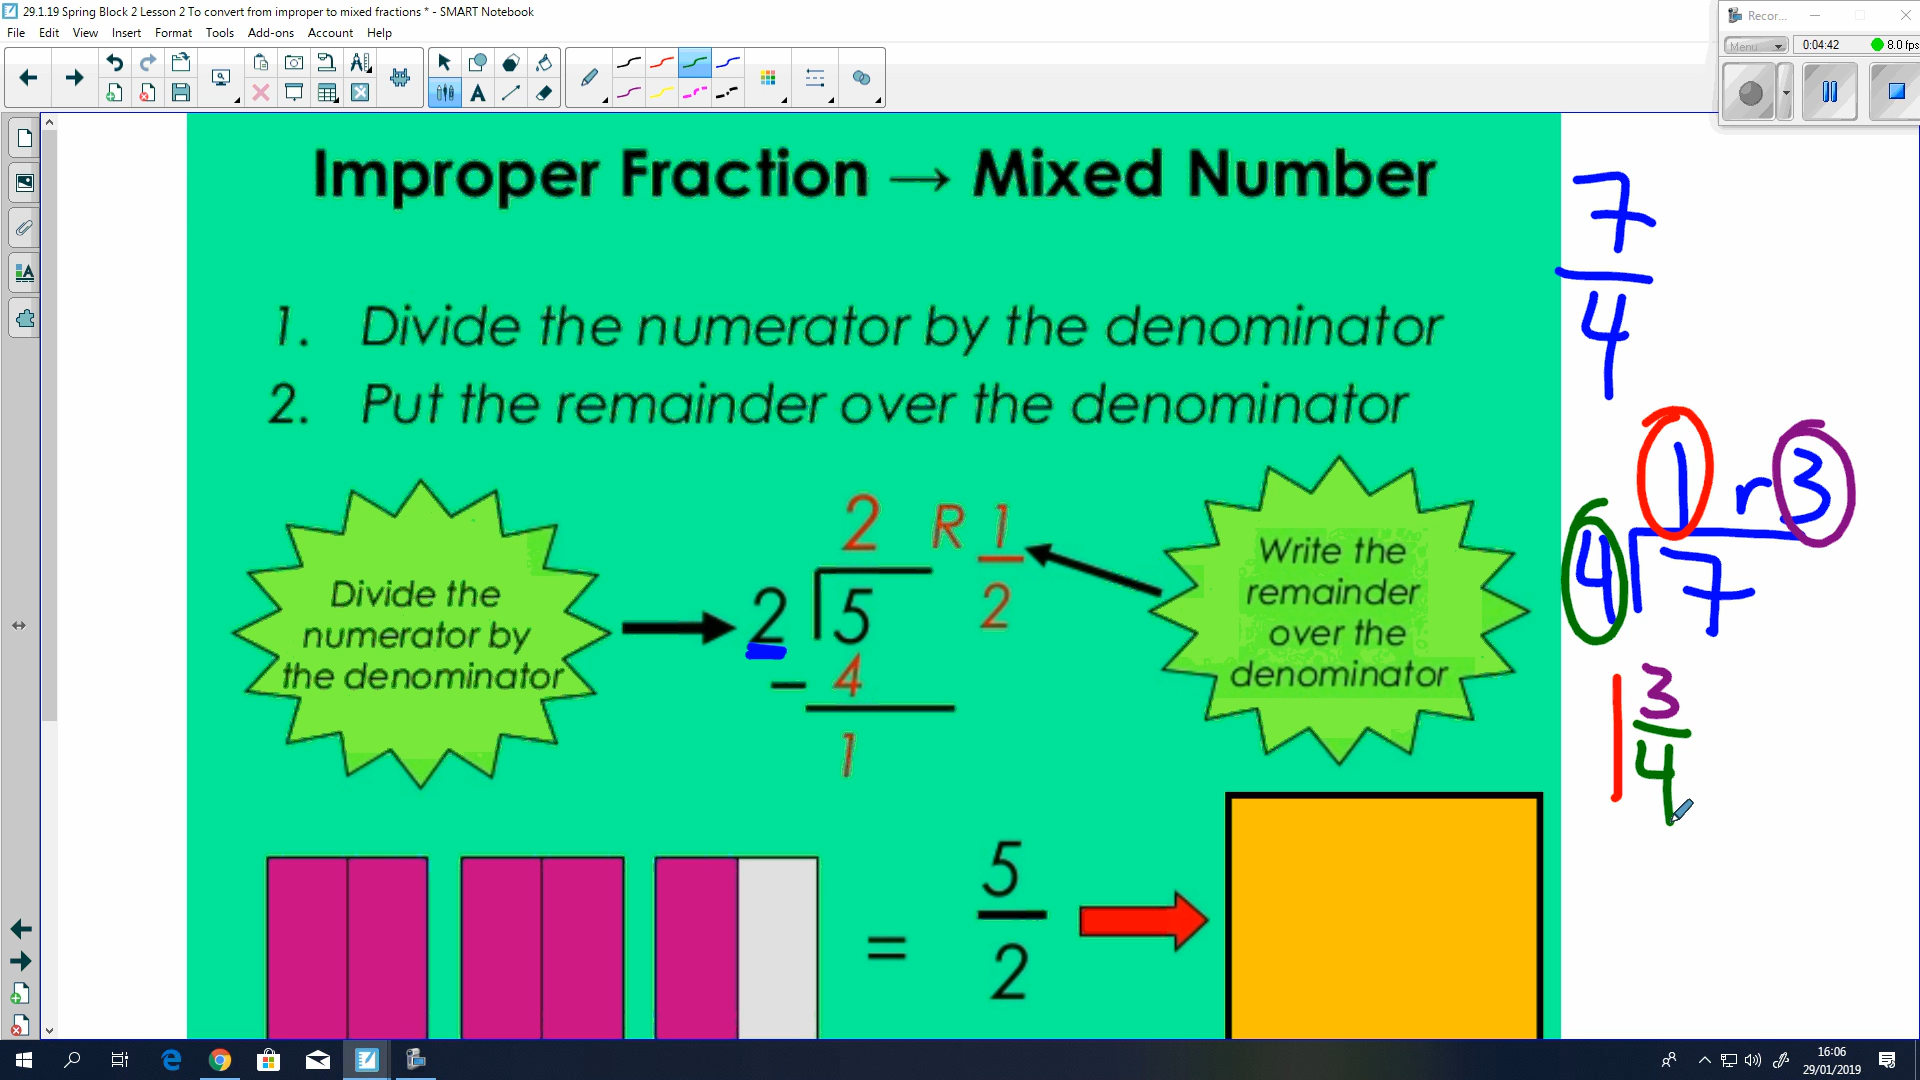 29.1.19 Spring Block 2 Lesson 2 To convert from improper to mixed fractions * - SMART Notebook
File Edit View Insert Format Tools Add-ons Account Help
Recor...
Menu
0:04:42
8.0 fps
Improper Fraction → Mixed Number
1. Divide the numerator by the denominator
2. Put the remainder over the denominator
Divide the
numerator by
the denominator
2 R 1/2
2 5
– 4
1
Write the
remainder
over the
denominator
= 5/2
7/4
1 r 3
4 7
1 3/4
16:06
29/01/2019